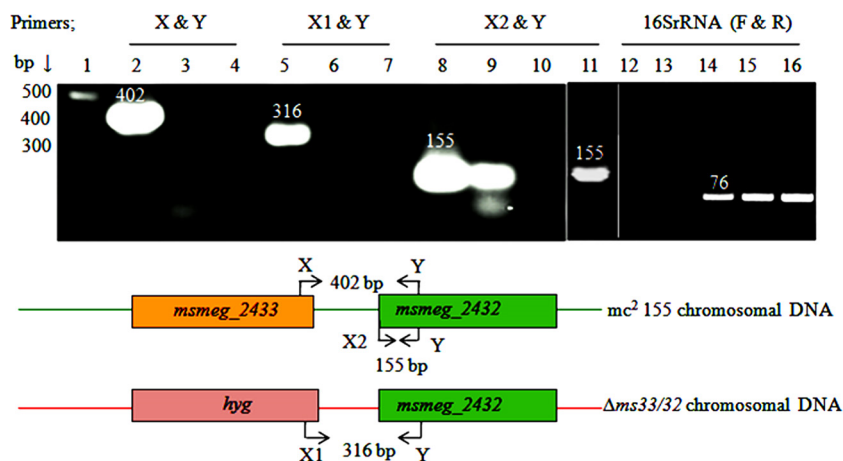 Primers; X & Y X1 & Y X2 & Y 16SrRNA (F & R)
bp ↓ 1 2 3 4 5 6 7 8 9 10 11 12 13 14 15 16
500
400
300
402
316
155
155
76
X 402 bp Y
msmeg_2433 msmeg_2432 mc² 155 chromosomal DNA
X2 Y
155 bp
hyg msmeg_2432 Δms33/32 chromosomal DNA
X1 316 bp Y